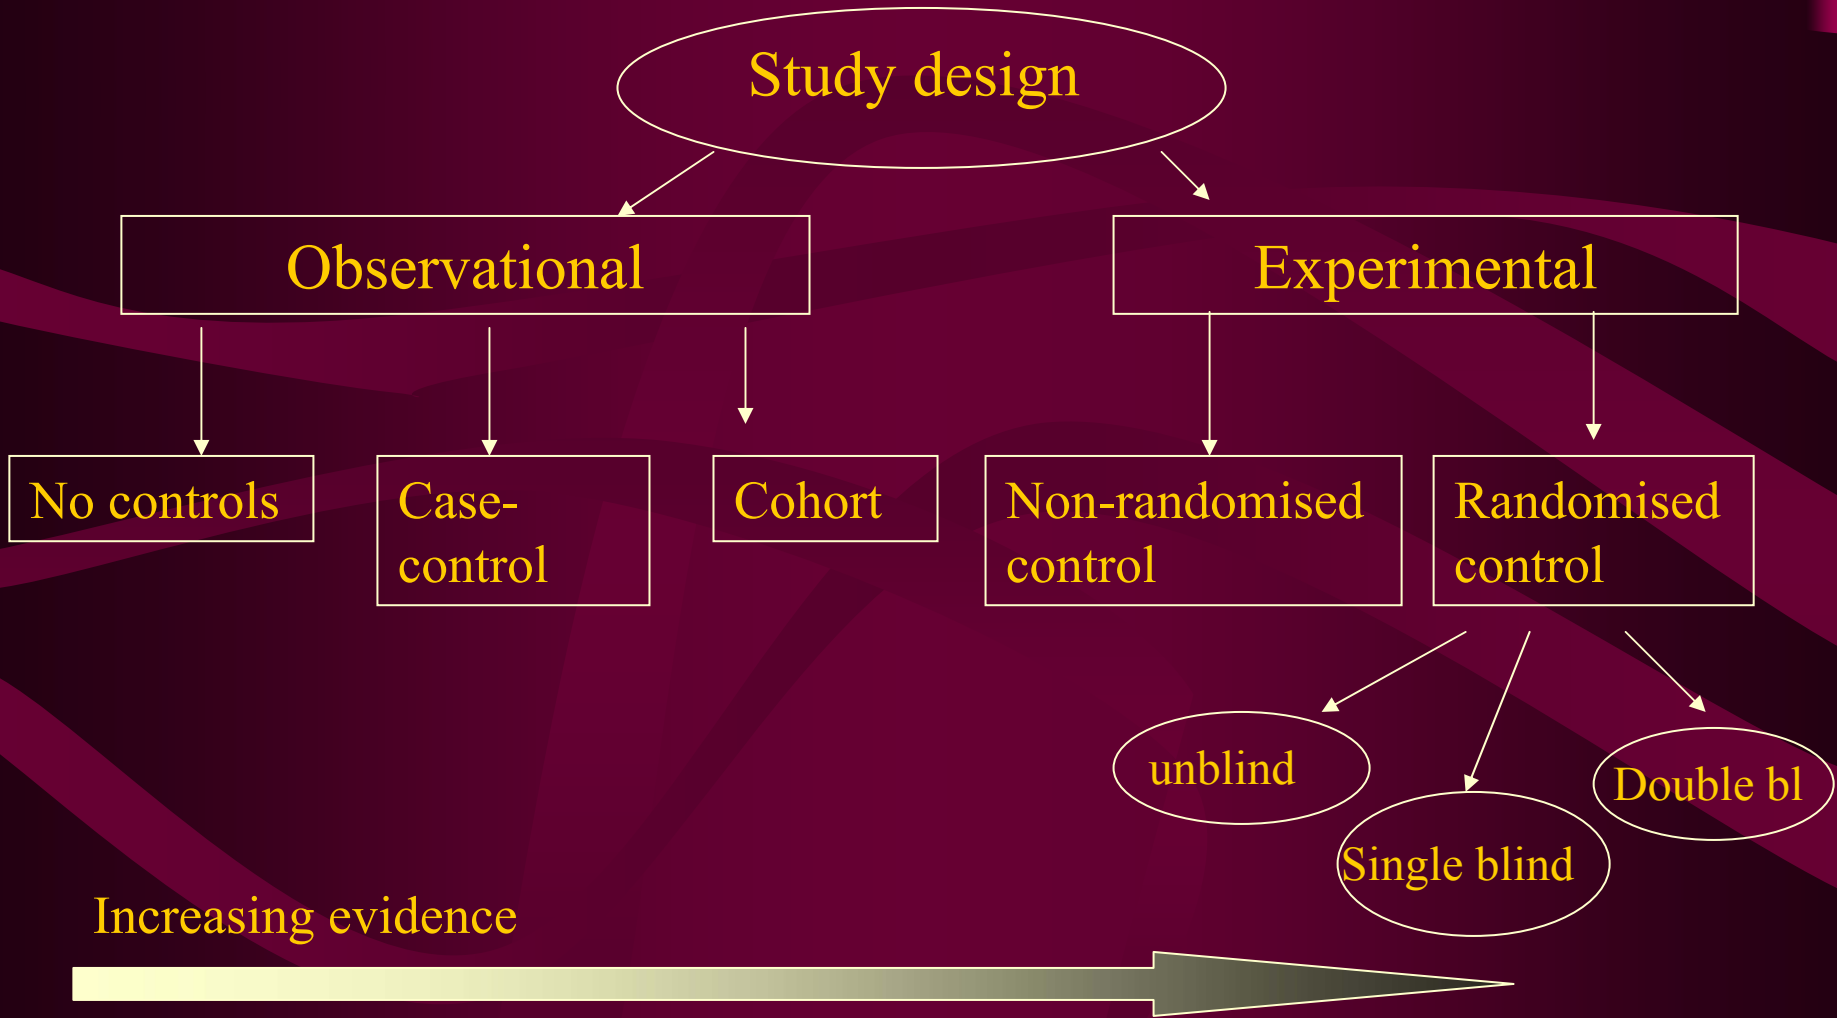 Study design
Observational
Experimental
No controls
Case-
control
Cohort
Non-randomised
control
Randomised
control
unblind
Single blind
Double bl
Increasing evidence